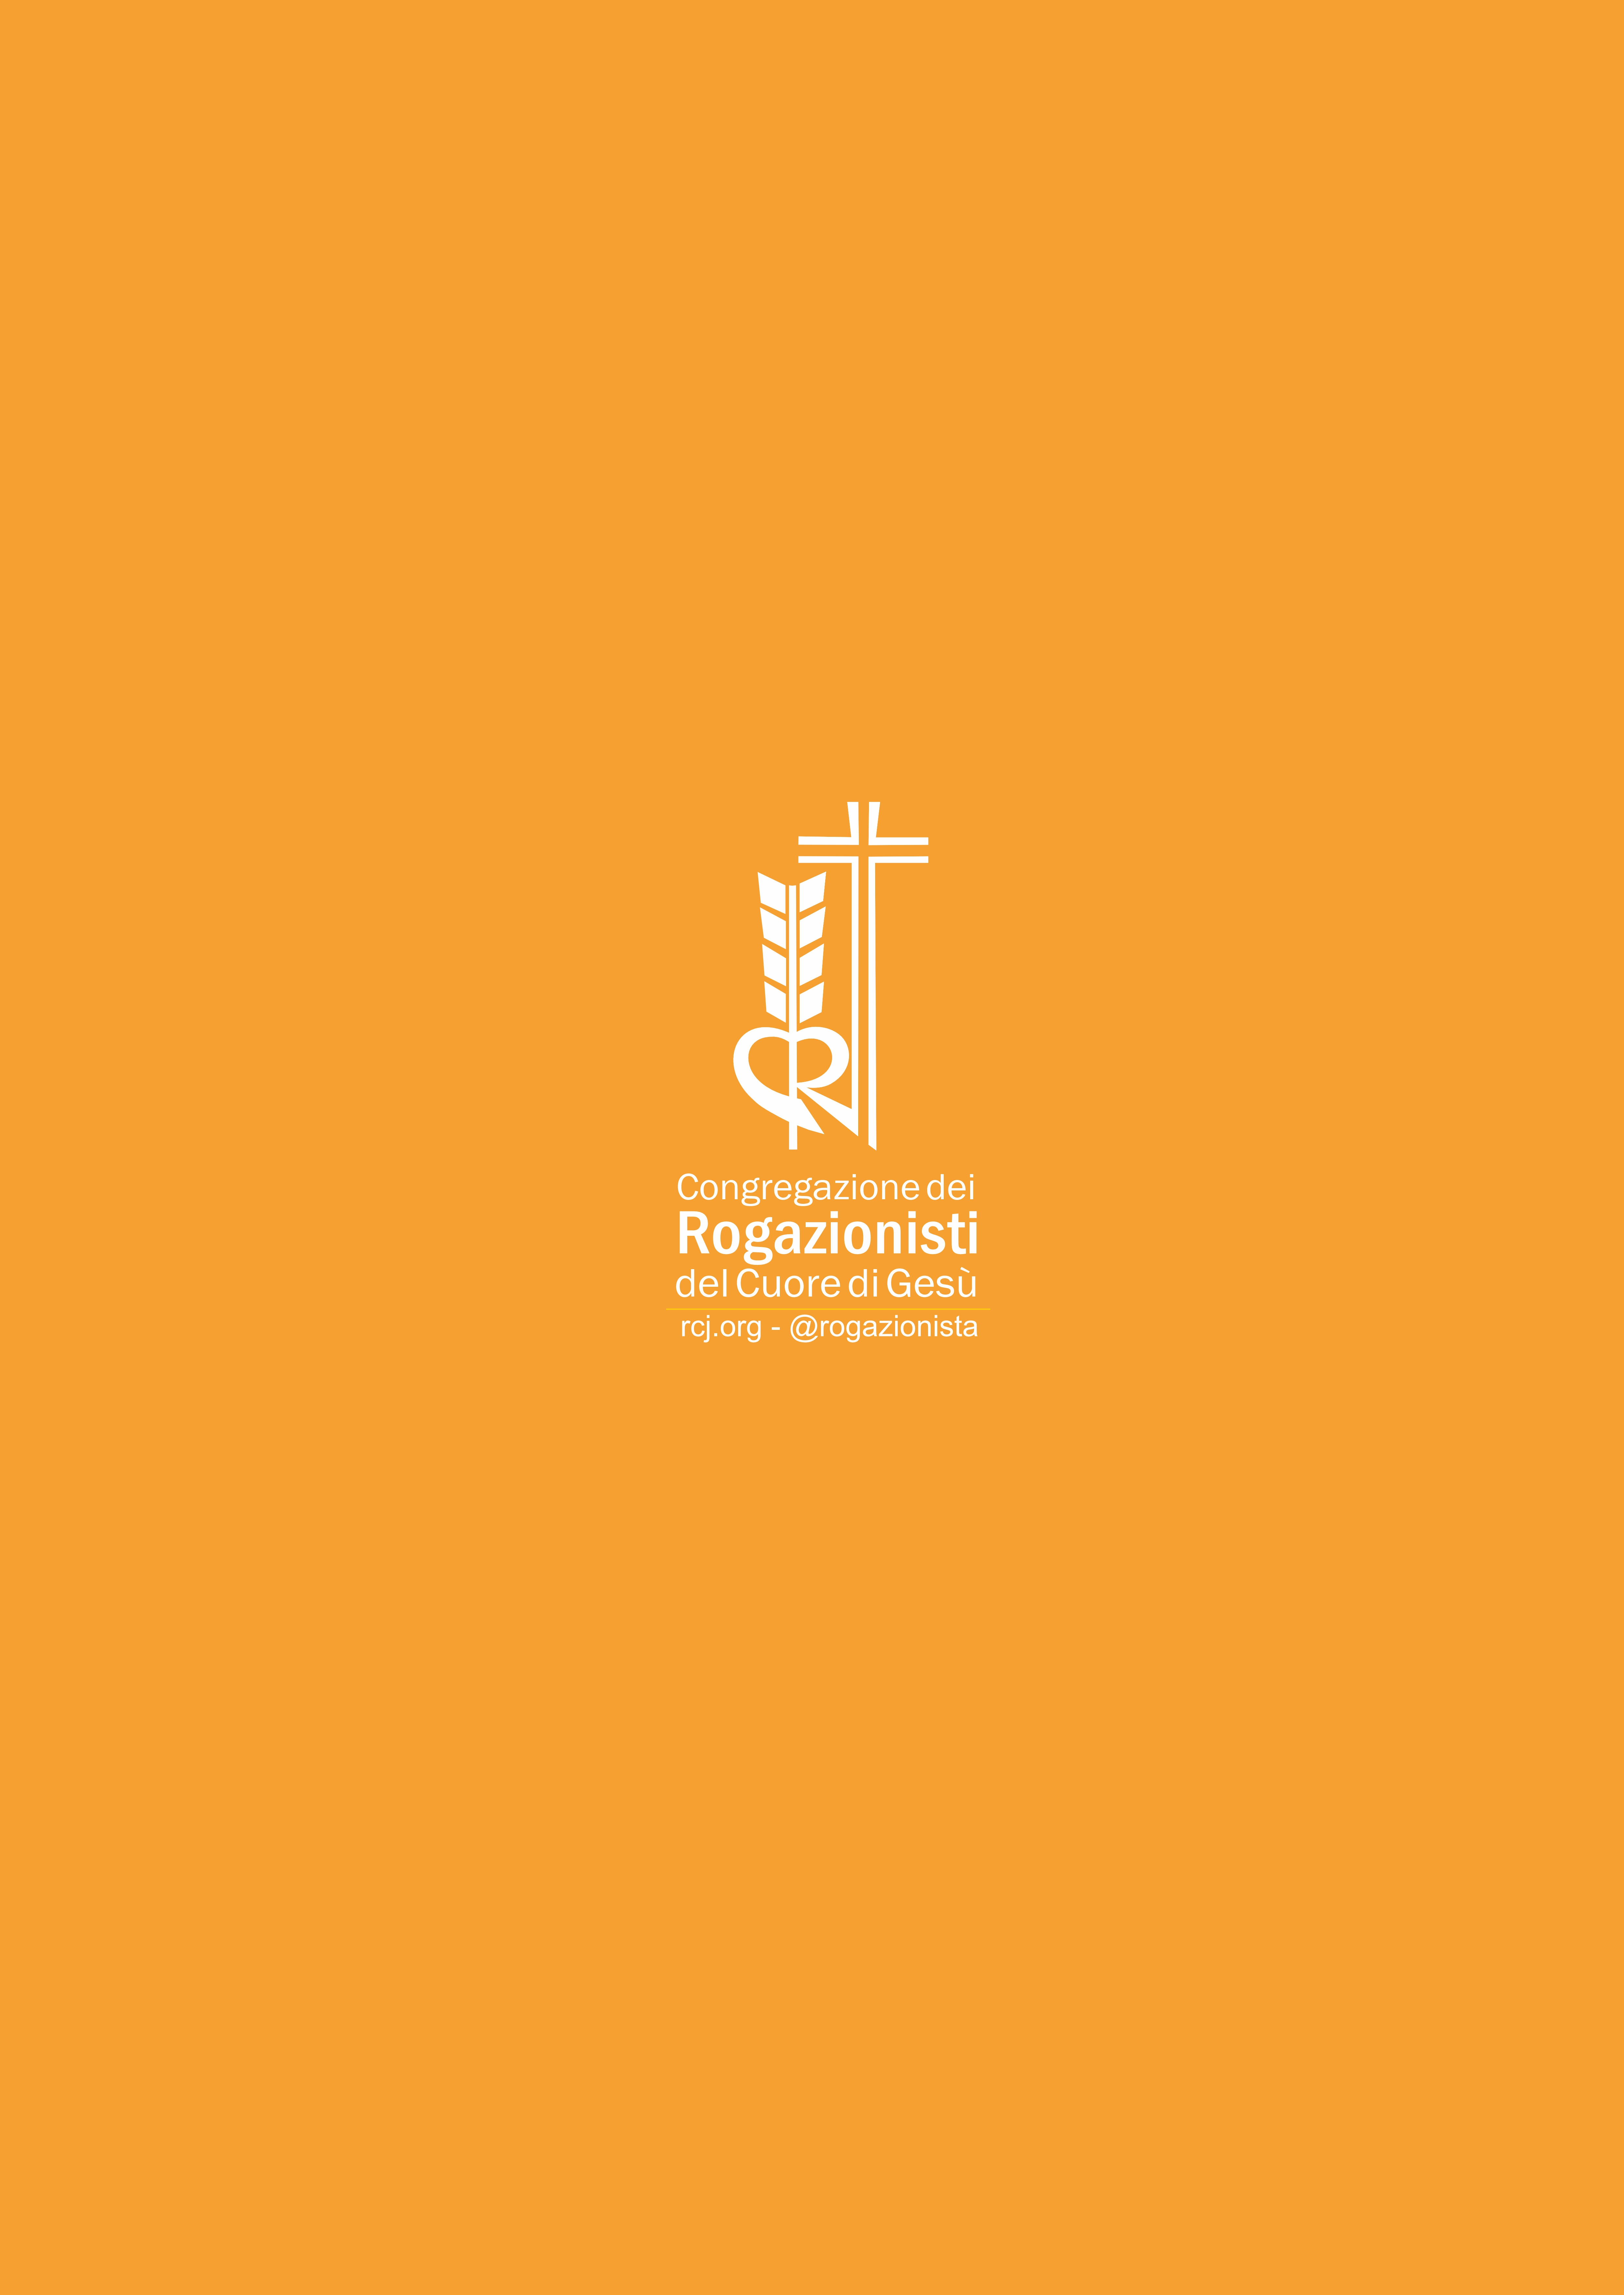 Congregazione dei
Rogazionisti
del Cuore di Gesù
rcj.org - @rogazionista